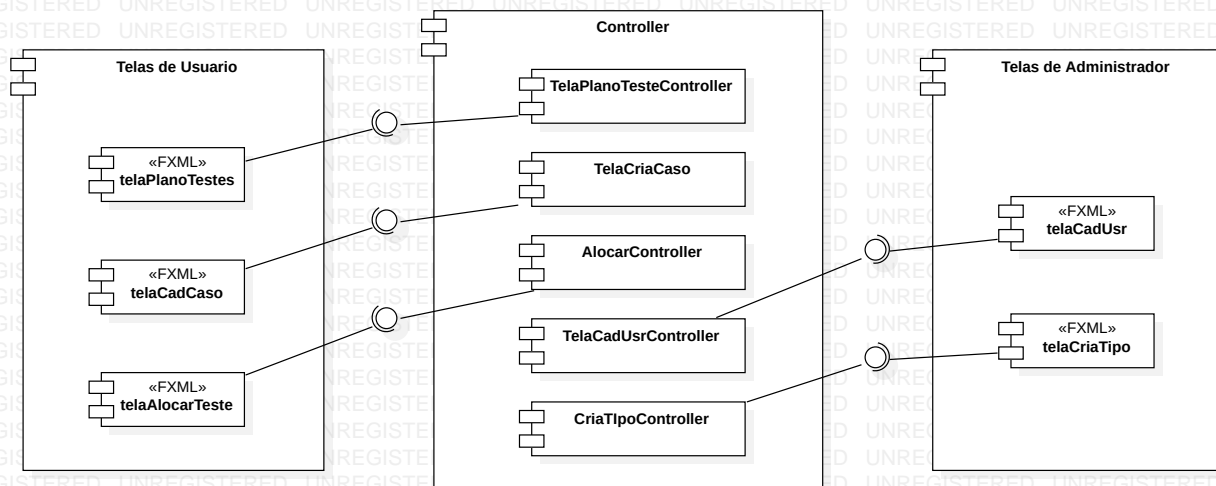 Telas de Usuario
«FXML»
telaPlanoTestes
«FXML»
telaCadCaso
«FXML»
telaAlocarTeste
Controller
TelaPlanoTesteController
TelaCriaCaso
AlocarController
TelaCadUsrController
CriaTIpoController
Telas de Administrador
«FXML»
telaCadUsr
«FXML»
telaCriaTipo
UNREGISTERED